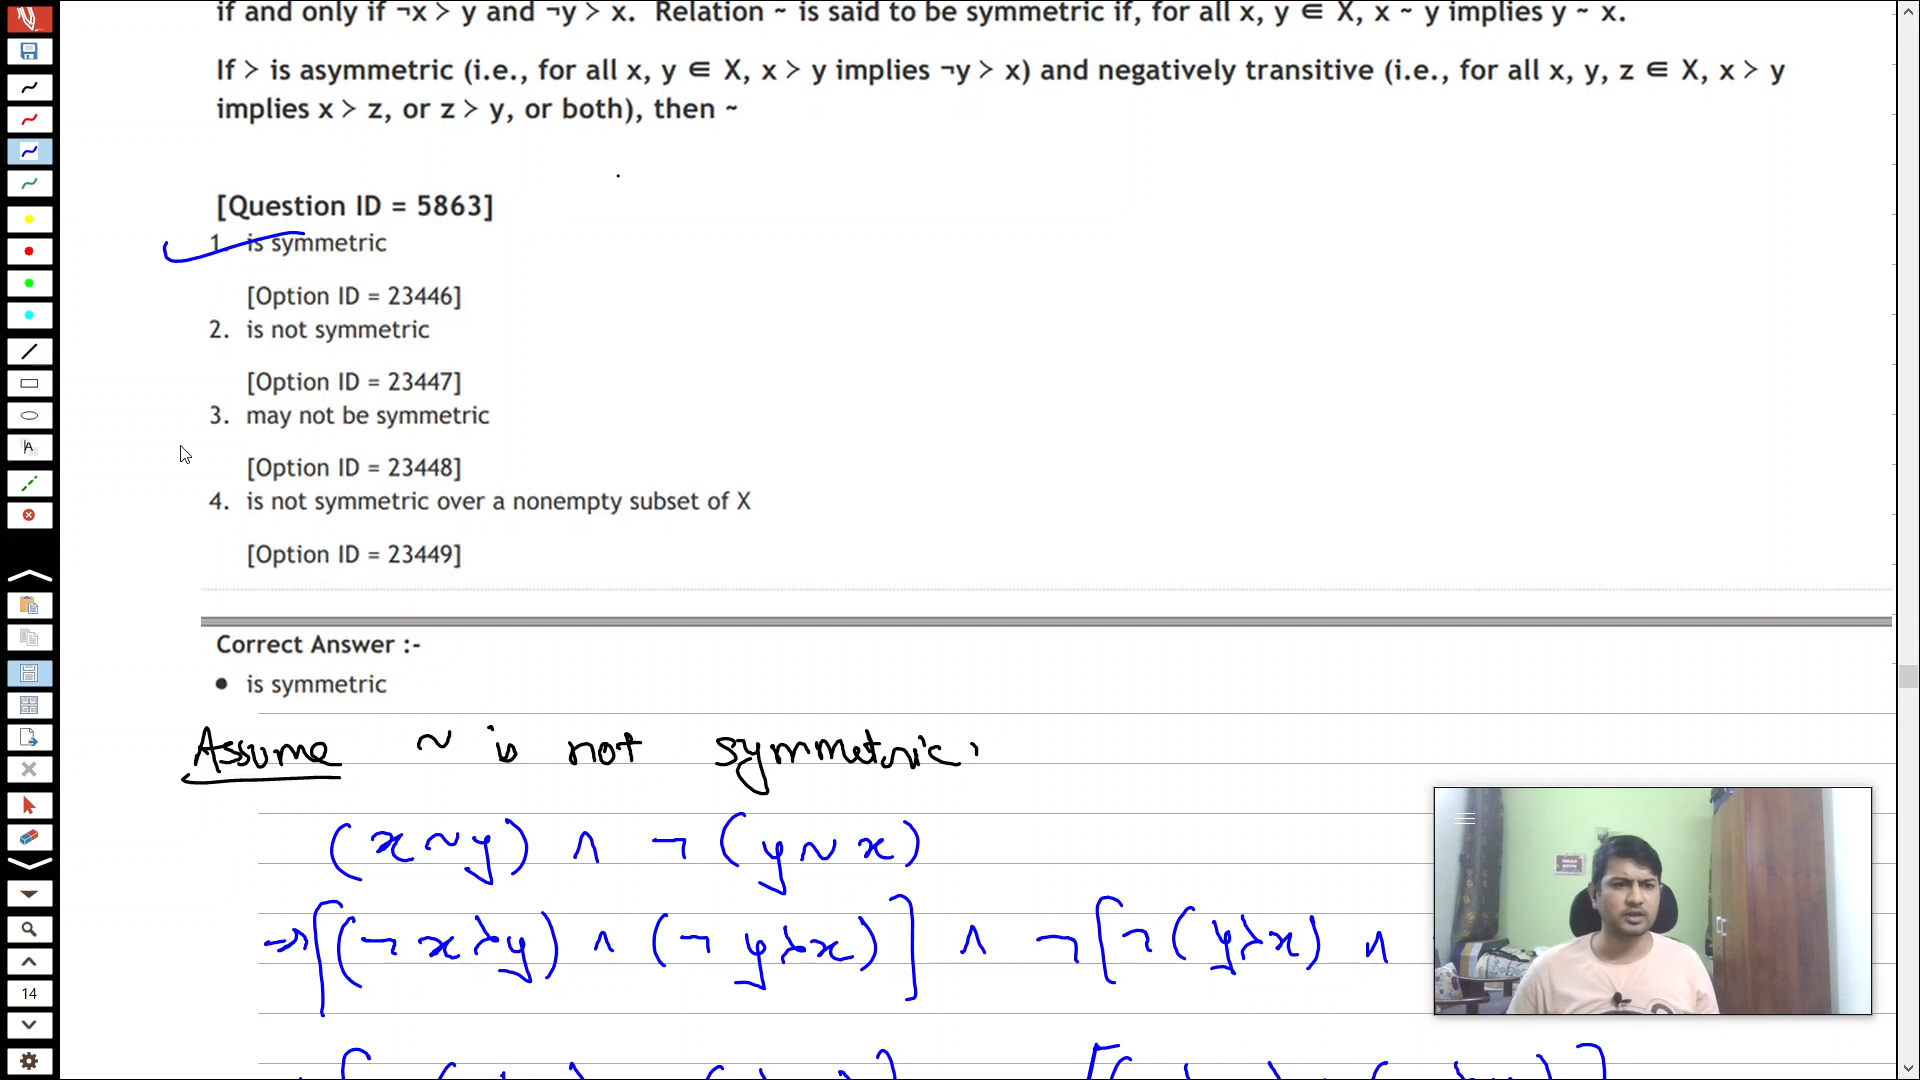 if and only if ¬x > y and ¬y > x. Relation ~ is said to be symmetric if, for all x, y ∈ X, x ~ y implies y ~ x.
If > is asymmetric (i.e., for all x, y ∈ X, x > y implies ¬y > x) and negatively transitive (i.e., for all x, y, z ∈ X, x > y
implies x > z, or z > y, or both), then ~
[Question ID = 5863]
1. is symmetric
[Option ID = 23446]
2. is not symmetric
[Option ID = 23447]
3. may not be symmetric
[Option ID = 23448]
4. is not symmetric over a nonempty subset of X
[Option ID = 23449]
Correct Answer :-
• is symmetric
Assume ~ is not symmetric.
(x ~ y) ∧ ¬ (y ~ x)
→ [(¬ x ≻ y) ∧ (¬ y ≻ x)] ∧ ¬ [¬ (y ≻ x) ∧
14